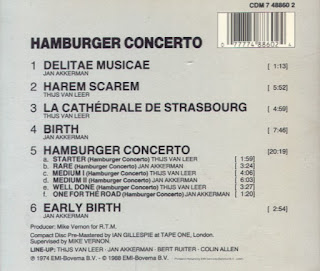 CDM 7 48860 2
0 77774 88602 4
HAMBURGER CONCERTO
1 DELITAE MUSICAE [ 1:13]
JAN AKKERMAN
2 HAREM SCAREM [ 5:52]
THIJS VAN LEER
3 LA CATHÉDRALE DE STRASBOURG [ 4:59]
THIJS VAN LEER
4 BIRTH [ 7:46]
JAN AKKERMAN
5 HAMBURGER CONCERTO [20:19]
a. STARTER (Hamburger Concerto) THIJS VAN LEER [ 1:59]
b. RARE (Hamburger Concerto) JAN AKKERMAN [ 3:24]
c. MEDIUM I (Hamburger Concerto) THIJS VAN LEER [ 4:20]
d. MEDIUM II (Hamburger Concerto) JAN AKKERMAN [ 6:03]
e. WELL DONE (Hamburger Concerto) THIJS VAN LEER [ 3:27]
f. ONE FOR THE ROAD (Hamburger Concerto) JAN AKKERMAN [ 1:20]
6 EARLY BIRTH [ 2:54]
JAN AKKERMAN
Producer: Mike Vernon for R.T.M.
Compact Disc Pre-Mastered by IAN GILLESPIE at TAPE ONE, London.
Supervised by MIKE VERNON.
LINE-UP: THIJS VAN LEER · JAN AKKERMAN · BERT RUITER · COLIN ALLEN
℗ 1974 EMI-Bovema B.V. © 1988 EMI-Bovema B.V.